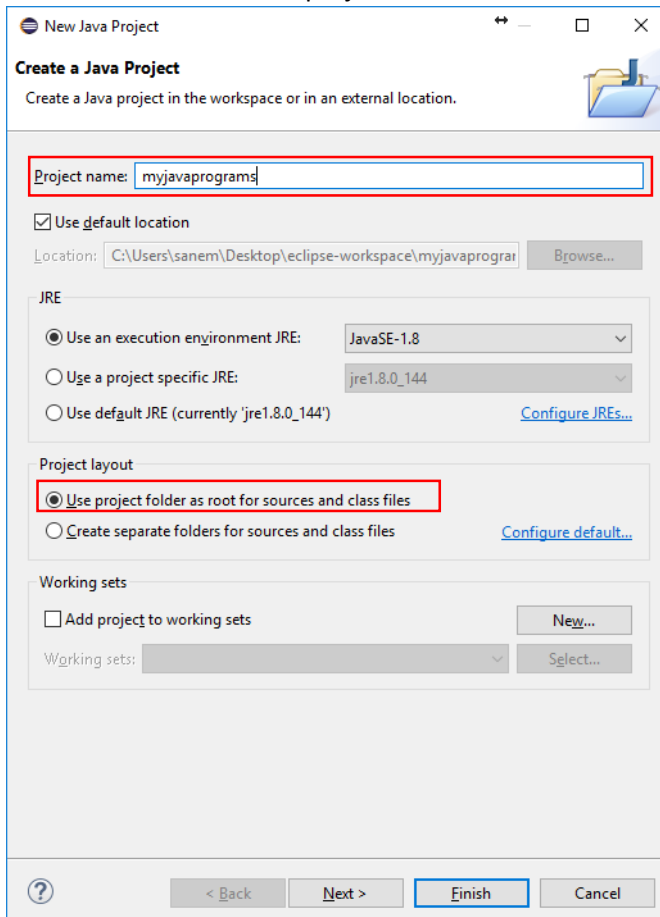 New Java Project
Create a Java Project
Create a Java project in the workspace or in an external location.
Project name: myjavaprograms
Use default location
Location: C:\Users\sanem\Desktop\eclipse-workspace\myjavaprograr Browse...
JRE
Use an execution environment JRE: JavaSE-1.8
Use a project specific JRE: jre1.8.0_144
Use default JRE (currently 'jre1.8.0_144') Configure JREs...
Project layout
Use project folder as root for sources and class files
Create separate folders for sources and class files Configure default...
Working sets
Add project to working sets New...
Working sets: Select...
? < Back Next > Finish Cancel